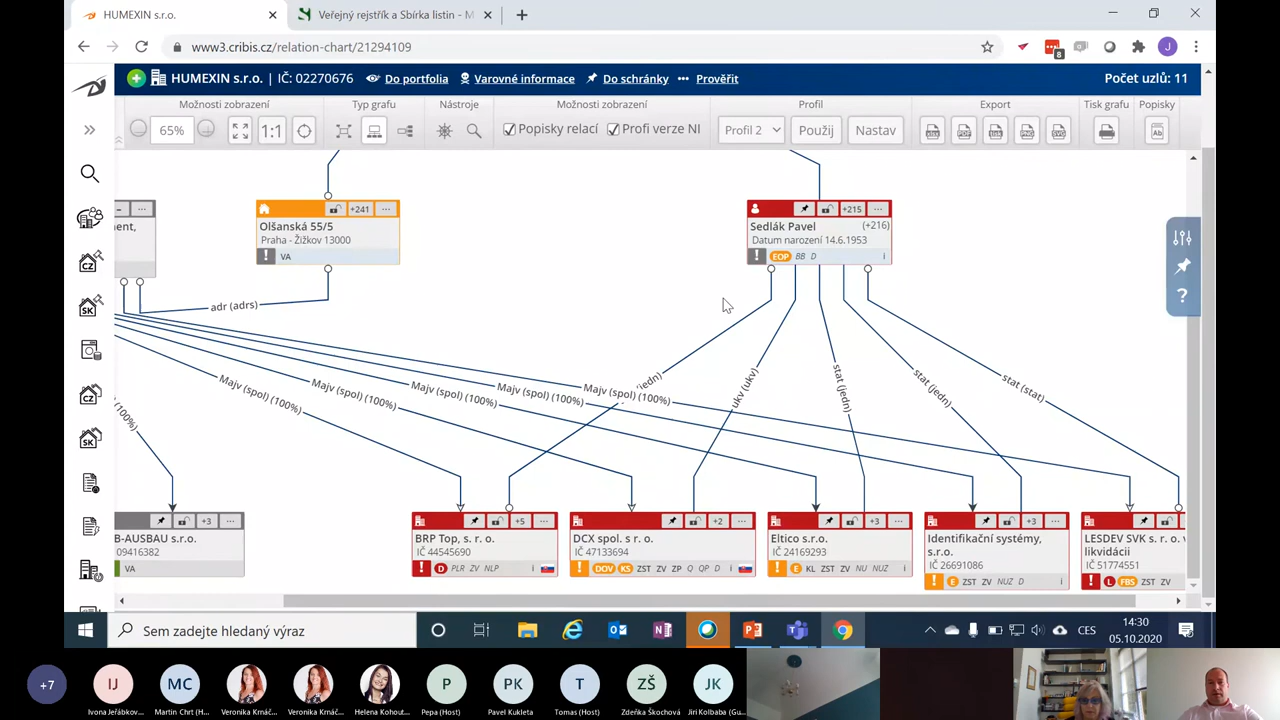 HUMEXIN s.r.o.
Veřejný rejstřík a Sbírka listin - M
www3.cribis.cz/relation-chart/21294109
8
J
HUMEXIN s.r.o. | IČ: 02270676
Do portfolia
Varovné informace
Do schránky
Prověřit
Počet uzlů: 11
Možnosti zobrazení
Typ grafu
Nástroje
Možnosti zobrazení
Profil
Export
Tisk grafu
Popisky
65%
1:1
Popisky relací
Profi verze NI
Profil 2
Použij
Nastav
Ab
ment,
+241
Olšanská 55/5
Praha - Žižkov 13000
VA
+215
Sedlák Pavel (+216)
Datum narození 14.6.1953
EOP BB D i
adr (adrs)
(100%)
Majv (spol) (100%)
Majv (spol) (100%)
Majv (spol) (100%)
Majv (spol) (100%)
Majv (spol) (100%)
(jedn)
ukv (ukv)
stat (jedn)
stat (jedn)
stat (stat)
+3
B-AUSBAU s.r.o.
09416382
VA
+5
BRP Top, s. r. o.
IČ 44545690
D PLR ZV NLP i
+2
DCX spol. s r. o.
IČ 47133694
DOV KS ZST ZV ZP Q QP D i
+3
Eltico s.r.o.
IČ 24169293
E KL ZST ZV NU NUZ i
+3
Identifikační systémy,
s.r.o.
IČ 26691086
E ZST ZV NUZ D i
LESDEV SVK s. r. o. v
likvidácii
IČ 51774551
L FBS ZST ZV
CZ
SK
CZ
SK
?
Sem zadejte hledaný výraz
CES
14:30
05.10.2020
+7
IJ
MC
P
PK
T
ZŠ
JK
Ivona Jeřábkov...
Martin Chrt (H...
Veronika Krnáč...
Veronika Krnáč...
Helena Kohout...
Pepa (Host)
Pavel Kukleta
Tomas (Host)
Zdeňka Škochová
Jiri Kolbaba (Gu...